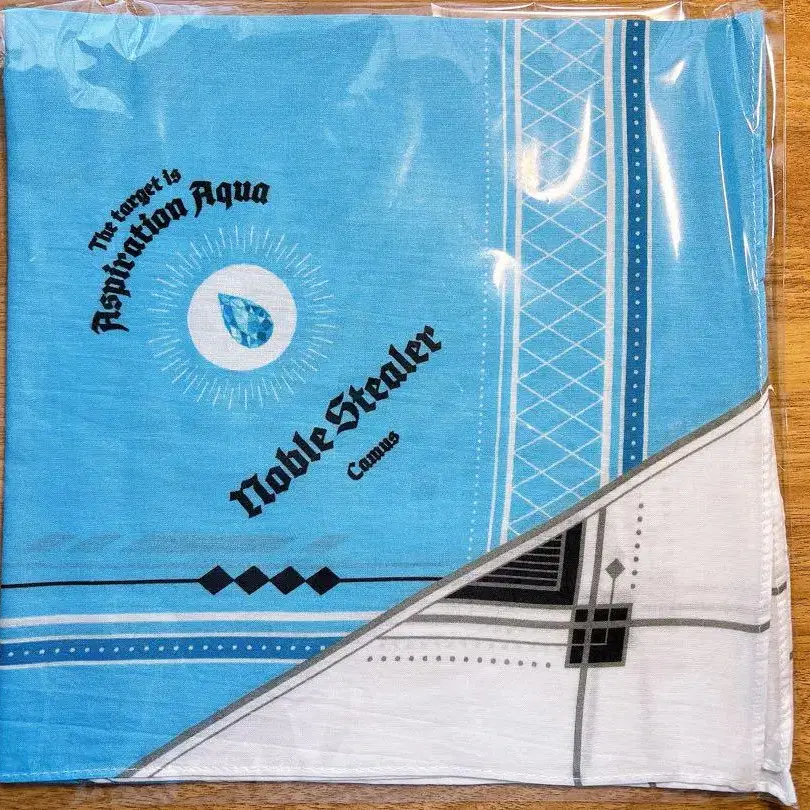 The target is
Aspiration Aqua
Noble Stealer
Camus